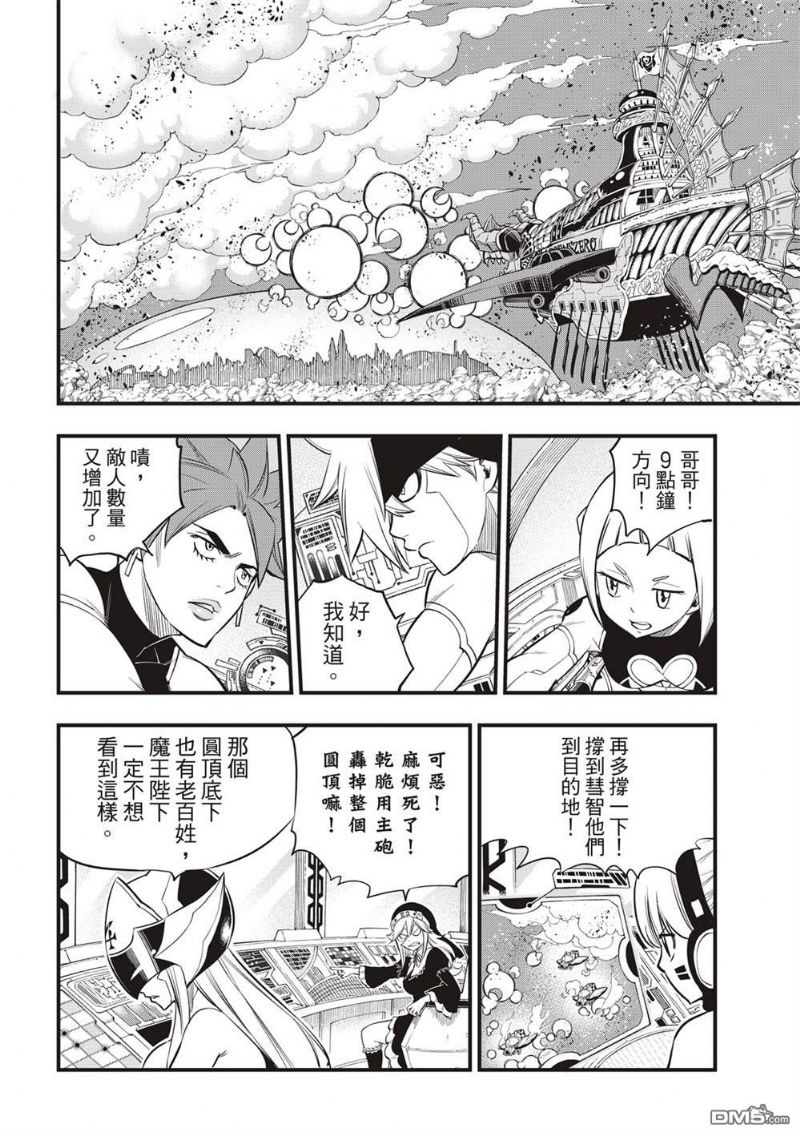 哥哥！
9點鐘
方向！
好，
我知道。
嘖，
敵人數量
又增加了。
再多撐一下！
撐到彗智他們
到目的地！
可惡！
麻煩死了！
乾脆用主砲
轟掉整個
圓頂嘛！
那個
圓頂底下
也有老百姓，
魔王陛下
一定不想
看到這樣。
DM5.com